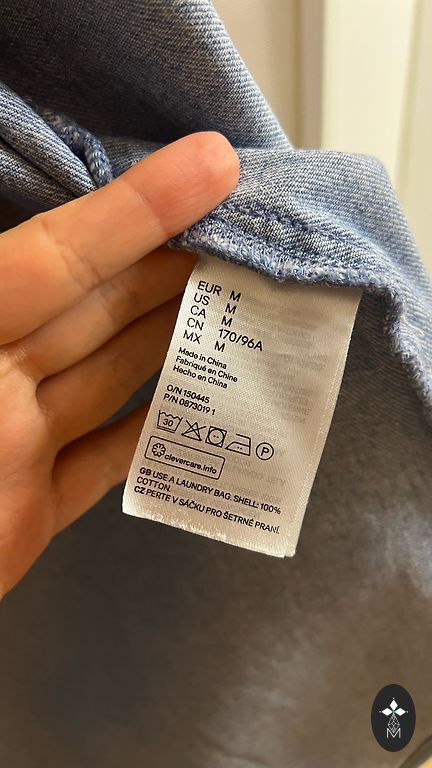 EUR M
US M
CA M
CN 170/96A
MX M
Made in China
Fabriqué en Chine
Hecho en China
O/N 150445
P/N 0873019 1
30
P
clevercare.info
GB USE A LAUNDRY BAG. SHELL: 100%
COTTON.
CZ PERTE V SÁČKU PRO ŠETRNÉ PRANÍ.
M